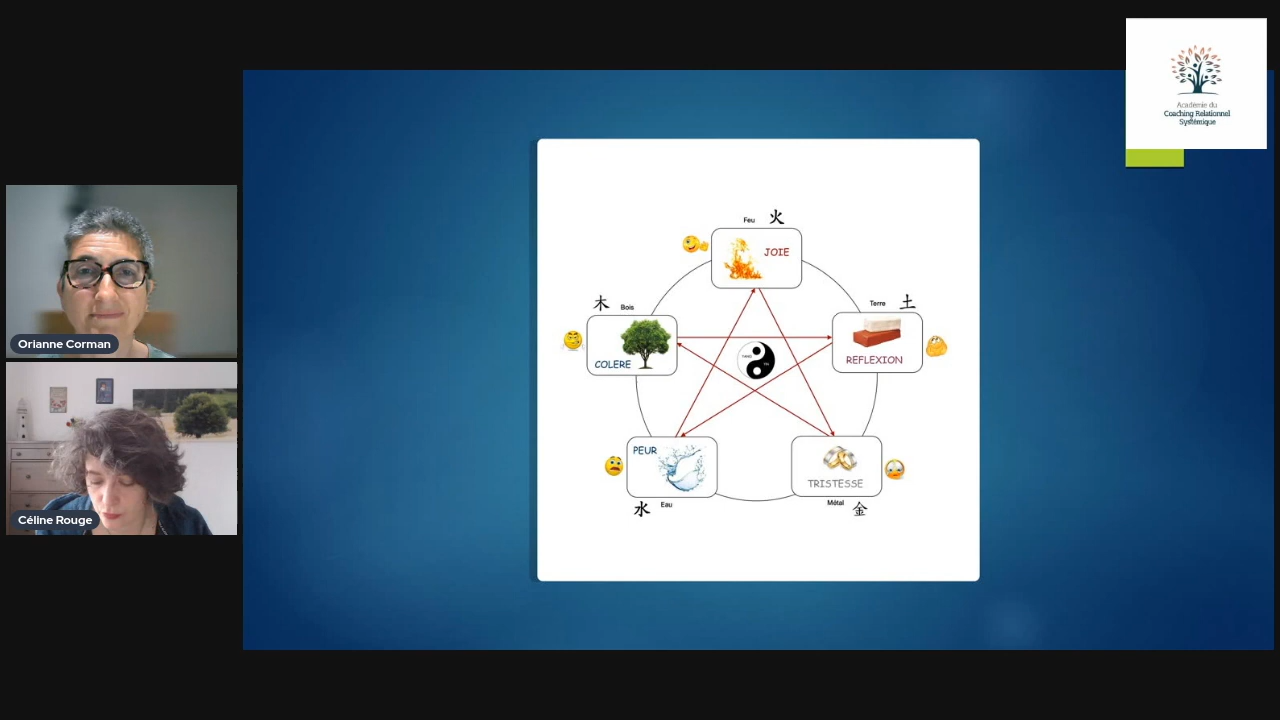 Académie du
Coaching Relationnel
Systémique
Feu 火
JOIE
木 Bois
COLERE
Terre 土
REFLEXION
PEUR
水 Eau
TRISTESSE
Métal 金
Orianne Corman
Céline Rouge